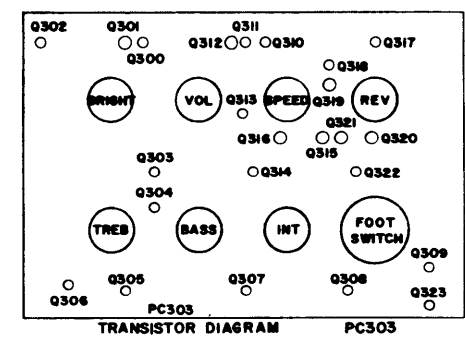 Q302 Q301 Q311 Q317
Q300 Q312 Q310
Q318
BRIGHT VOL Q313 SPEED Q319 REV
Q321
Q316 Q315 Q320
Q303 Q314 Q322
Q304
TREB BASS INT FOOT
SWITCH
Q309
Q306 Q305 Q307 Q308
Q323
PC303
TRANSISTOR DIAGRAM PC303